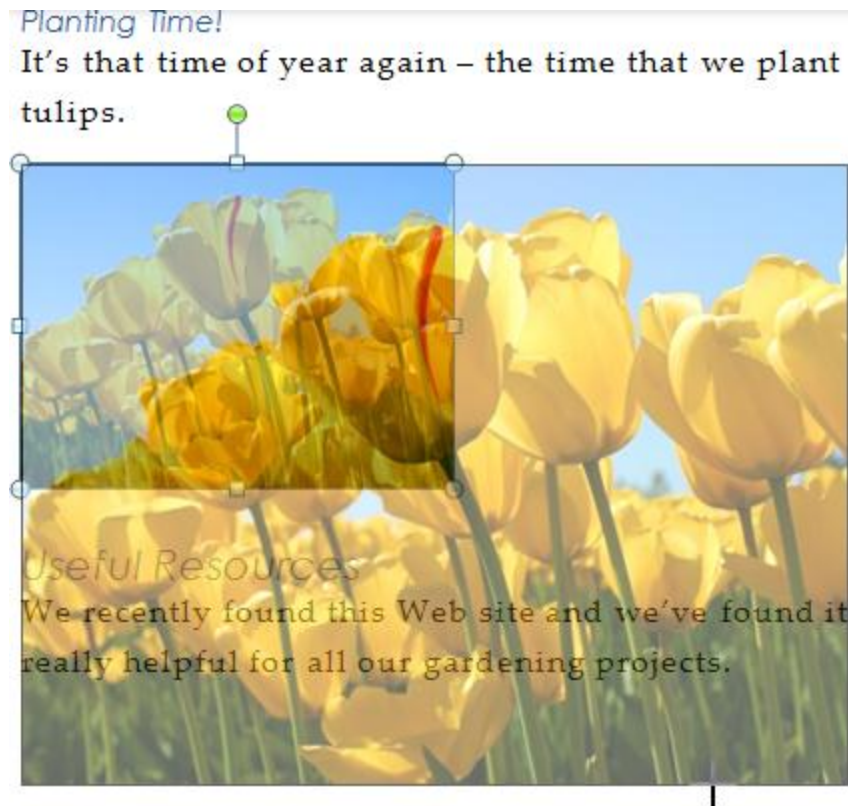 Planting Time!
It's that time of year again – the time that we plant
tulips.
Useful Resources
We recently found this Web site and we've found it
really helpful for all our gardening projects.